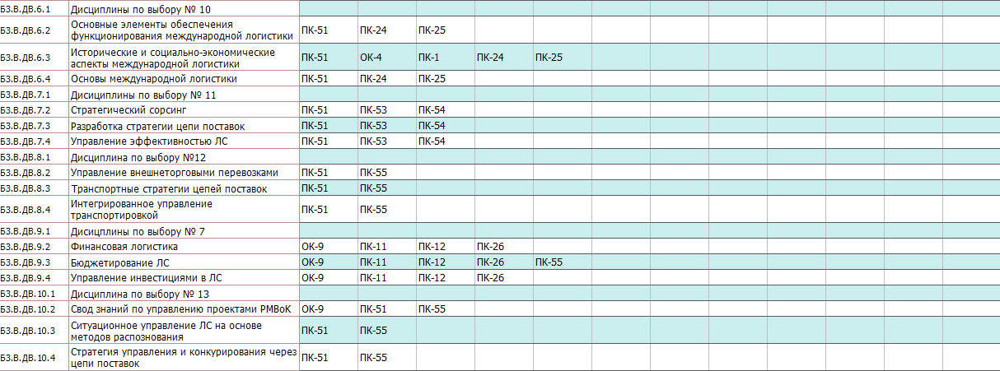 Б3.В.ДВ.6.1 Дисциплины по выбору № 10
Б3.В.ДВ.6.2 Основные элементы обеспечения функционирования международной логистики ПК-51 ПК-24 ПК-25
Б3.В.ДВ.6.3 Исторические и социально-экономические аспекты международной логистики ПК-51 ОК-4 ПК-1 ПК-24 ПК-25
Б3.В.ДВ.6.4 Основы международной логистики ПК-51 ПК-24 ПК-25
Б3.В.ДВ.7.1 Дисициплины по выбору № 11
Б3.В.ДВ.7.2 Стратегический сорсинг ПК-51 ПК-53 ПК-54
Б3.В.ДВ.7.3 Разработка стратегии цепи поставок ПК-51 ПК-53 ПК-54
Б3.В.ДВ.7.4 Управление эффективностью ЛС ПК-51 ПК-53 ПК-54
Б3.В.ДВ.8.1 Дисциплина по выбору №12
Б3.В.ДВ.8.2 Управление внешнеторговыми перевозками ПК-51 ПК-55
Б3.В.ДВ.8.3 Транспортные стратегии цепей поставок ПК-51 ПК-55
Б3.В.ДВ.8.4 Интегрированное управление транспортировкой ПК-51 ПК-55
Б3.В.ДВ.9.1 Дисицплины по выбору № 7
Б3.В.ДВ.9.2 Финансовая логистика ОК-9 ПК-11 ПК-12 ПК-26
Б3.В.ДВ.9.3 Бюджетирование ЛС ОК-9 ПК-11 ПК-12 ПК-26 ПК-55
Б3.В.ДВ.9.4 Управление инвестициями в ЛС ОК-9 ПК-11 ПК-12 ПК-26
Б3.В.ДВ.10.1 Дисциплина по выбору № 13
Б3.В.ДВ.10.2 Свод знаний по управлению проектами PMBoK ОК-9 ПК-51 ПК-55
Б3.В.ДВ.10.3 Ситуационное управление ЛС на основе методов распознования ПК-51 ПК-55
Б3.В.ДВ.10.4 Стратегия управления и конкурирования через цепи поставок ПК-51 ПК-55